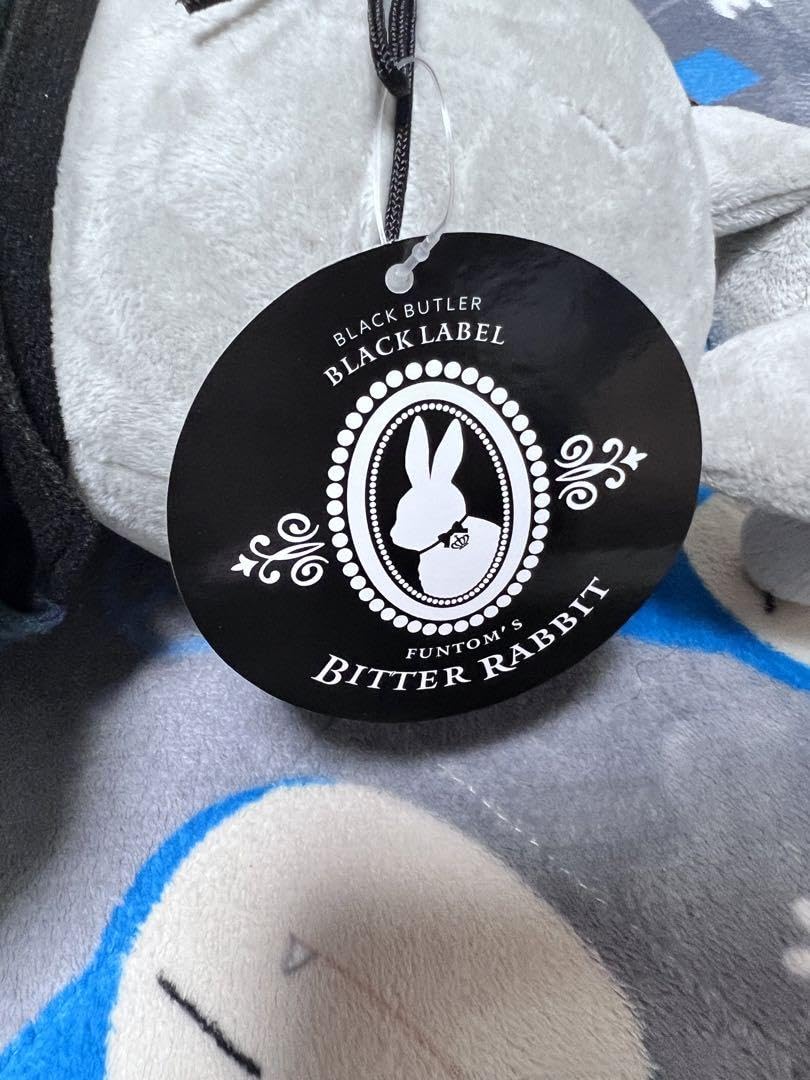 BLACK BUTLER
BLACK LABEL
FUNTOM'S
BITTER RABBIT